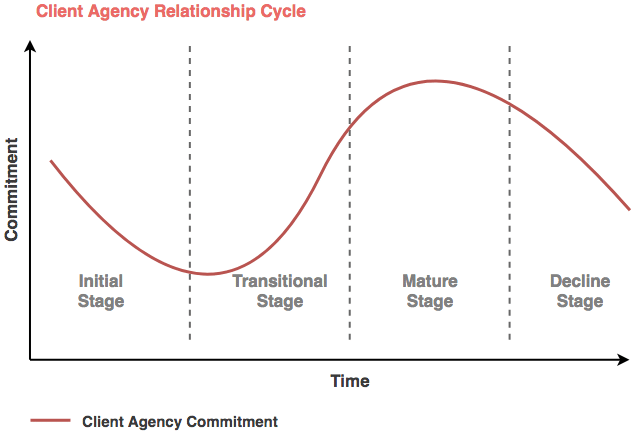 Client Agency Relationship Cycle
Commitment
Initial
Stage
Transitional
Stage
Mature
Stage
Decline
Stage
Time
Client Agency Commitment